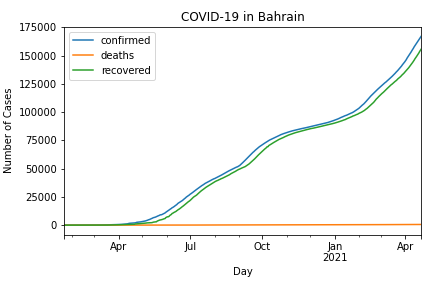 COVID-19 in Bahrain
confirmed
deaths
recovered
Number of Cases
175000
150000
125000
100000
75000
50000
25000
0
Apr
Jul
Oct
Jan
2021
Apr
Day